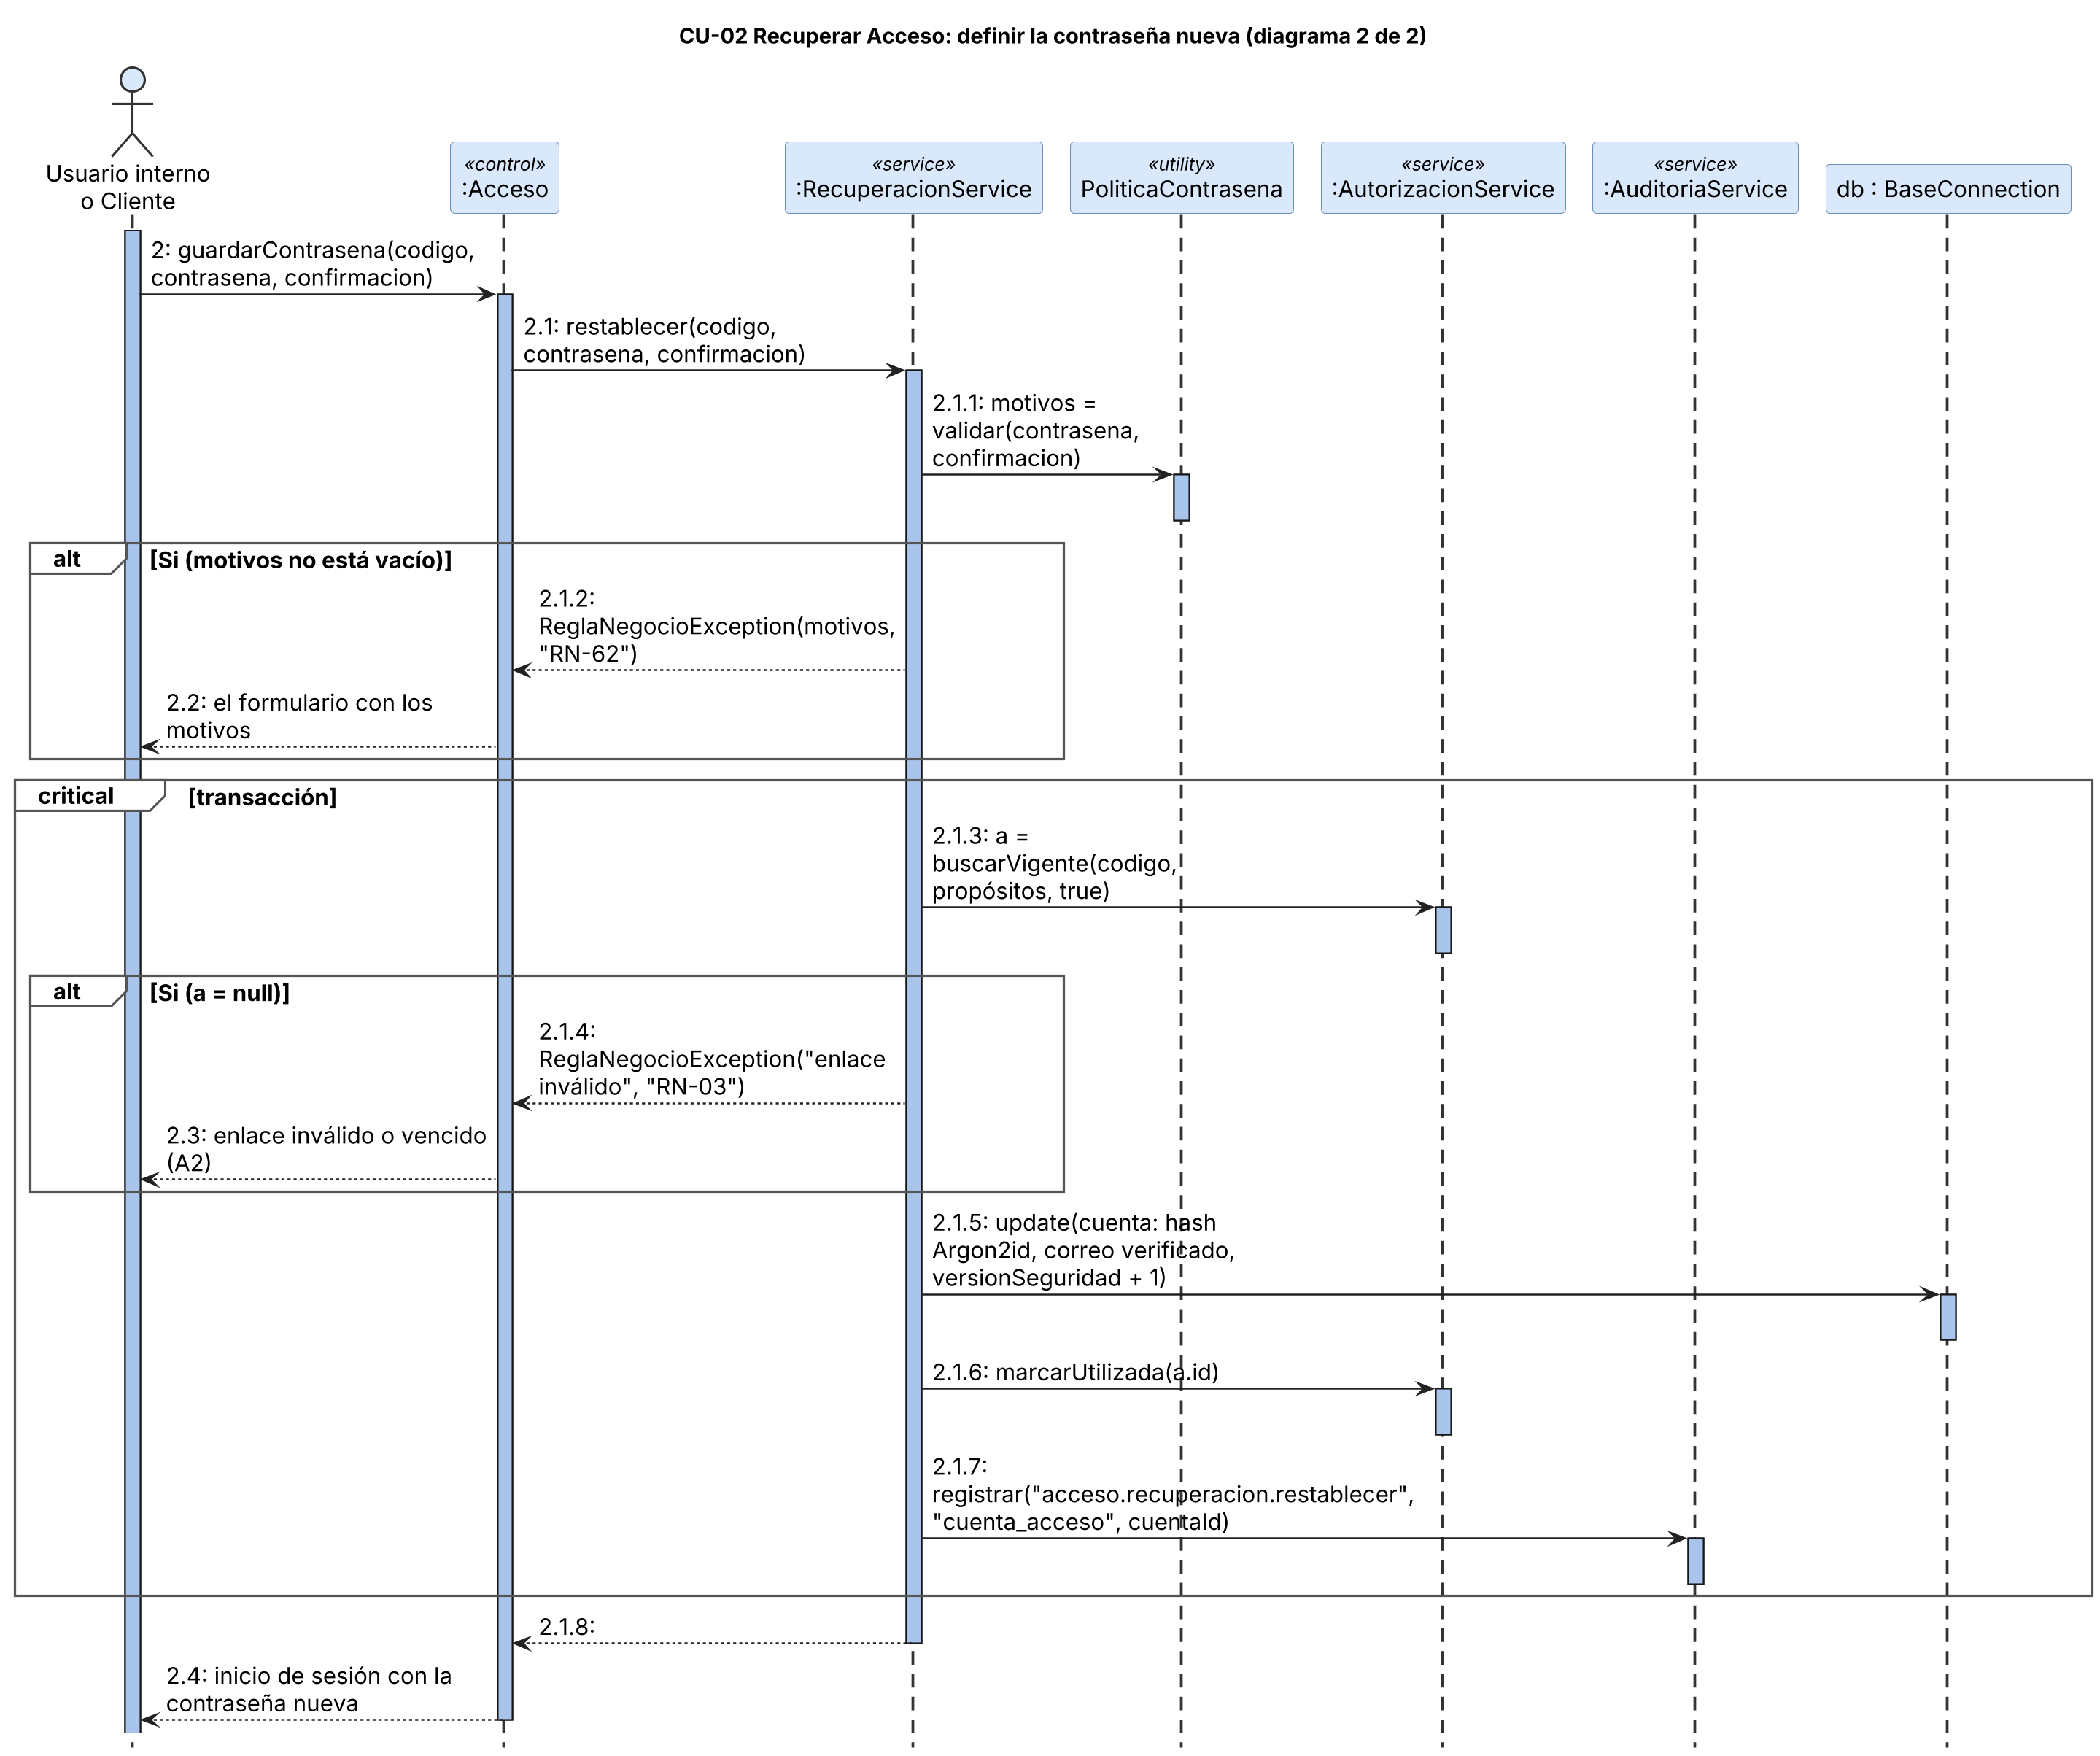 CU-02 Recuperar Acceso: definir la contraseña nueva (diagrama 2 de 2)
Usuario interno
o Cliente
«control»
:Acceso
«service»
:RecuperacionService
«utility»
PoliticaContrasena
«service»
:AutorizacionService
«service»
:AuditoriaService
db : BaseConnection
2: guardarContrasena(codigo,
contrasena, confirmacion)
2.1: restablecer(codigo,
contrasena, confirmacion)
2.1.1: motivos =
validar(contrasena,
confirmacion)
alt
[Si (motivos no está vacío)]
2.1.2:
ReglaNegocioException(motivos,
"RN-62")
2.2: el formulario con los
motivos
critical
[transacción]
2.1.3: a =
buscarVigente(codigo,
propósitos, true)
alt
[Si (a = null)]
2.1.4:
ReglaNegocioException("enlace
inválido", "RN-03")
2.3: enlace inválido o vencido
(A2)
2.1.5: update(cuenta: hash
Argon2id, correo verificado,
versionSeguridad + 1)
2.1.6: marcarUtilizada(a.id)
2.1.7:
registrar("acceso.recuperacion.restablecer",
"cuenta_acceso", cuentaId)
2.1.8:
2.4: inicio de sesión con la
contraseña nueva